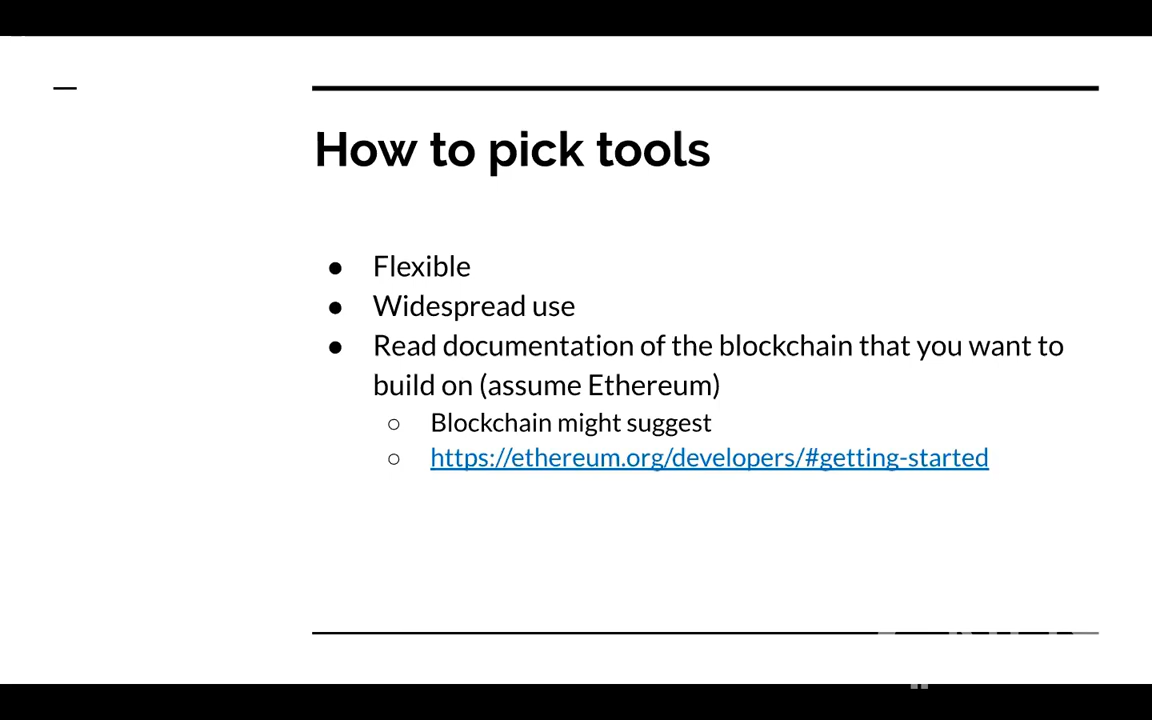 How to pick tools
● Flexible
● Widespread use
● Read documentation of the blockchain that you want to
build on (assume Ethereum)
○ Blockchain might suggest
○ https://ethereum.org/developers/#getting-started